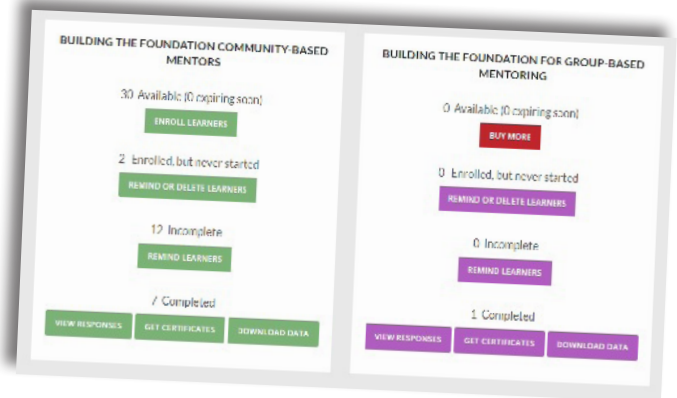 BUILDING THE FOUNDATION COMMUNITY-BASED
MENTORS
30 Available (0 expiring soon)
ENROLL LEARNERS
2 Enrolled, but never started
REMIND OR DELETE LEARNERS
12 Incomplete
REMIND LEARNERS
7 Completed
VIEW RESPONSES
GET CERTIFICATES
DOWNLOAD DATA
BUILDING THE FOUNDATION FOR GROUP-BASED
MENTORING
0 Available (0 expiring soon)
BUY MORE
0 Enrolled, but never started
REMIND OR DELETE LEARNERS
0 Incomplete
REMIND LEARNERS
1 Completed
VIEW RESPONSES
GET CERTIFICATES
DOWNLOAD DATA